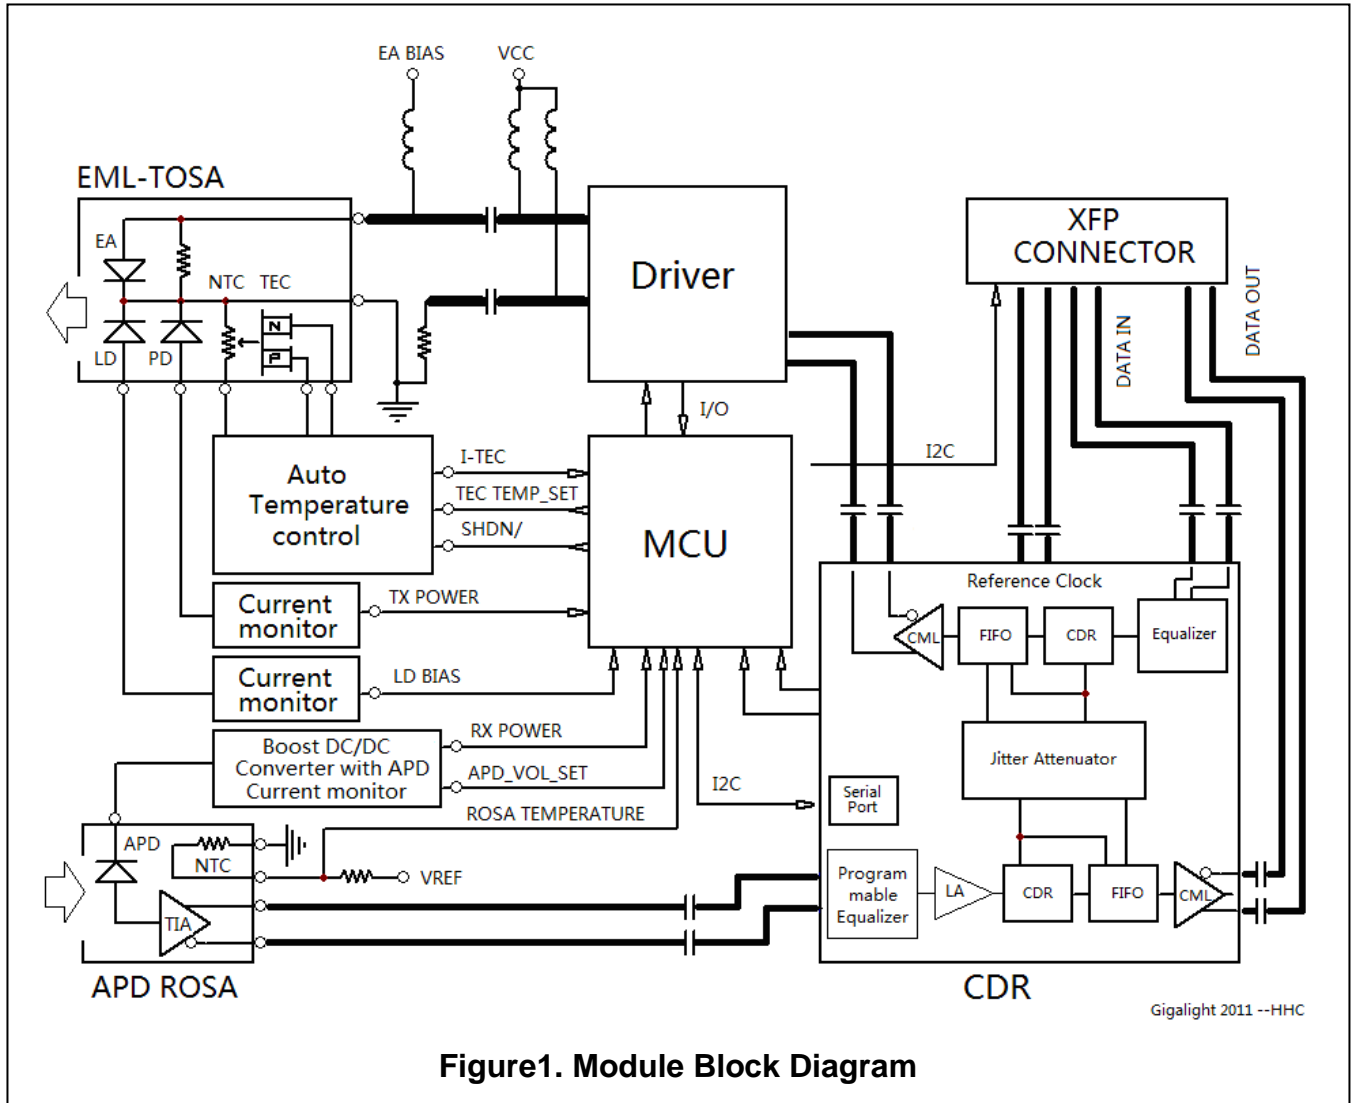 EA BIAS
VCC
EML-TOSA
EA
NTC TEC
N
P
LD
PD
Driver
XFP
CONNECTOR
DATA IN
DATA OUT
I/O
I2C
Auto
Temperature
control
I-TEC
TEC TEMP_SET
SHDN/
MCU
Current
monitor
TX POWER
Current
monitor
LD BIAS
Boost DC/DC
Converter with APD
Current monitor
RX POWER
APD_VOL_SET
ROSA TEMPERATURE
I2C
Reference Clock
CML
FIFO
CDR
Equalizer
Jitter Attenuator
Serial
Port
APD
NTC
VREF
TIA
APD ROSA
Program
mable
Equalizer
LA
CDR
FIFO
CML
CDR
Gigalight 2011 --HHC
Figure1. Module Block Diagram